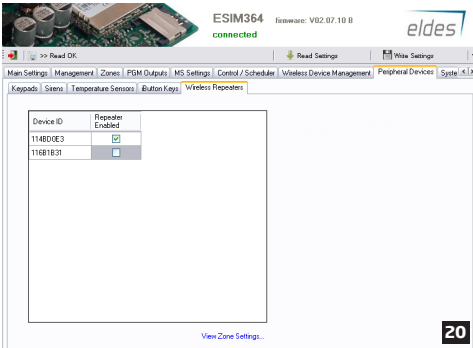 ESIM364 firmware: V02.07.10 B
connected
eldes
>> Read OK
Read Settings
Write Settings
Main Settings Management Zones PGM Outputs MS Settings Control / Scheduler Wireless Device Management Peripheral Devices Syste
Keypads Sirens Temperature Sensors iButton Keys Wireless Repeaters
Device ID
Repeater
Enabled
114BD0E3
116B1B31
View Zone Settings...
20